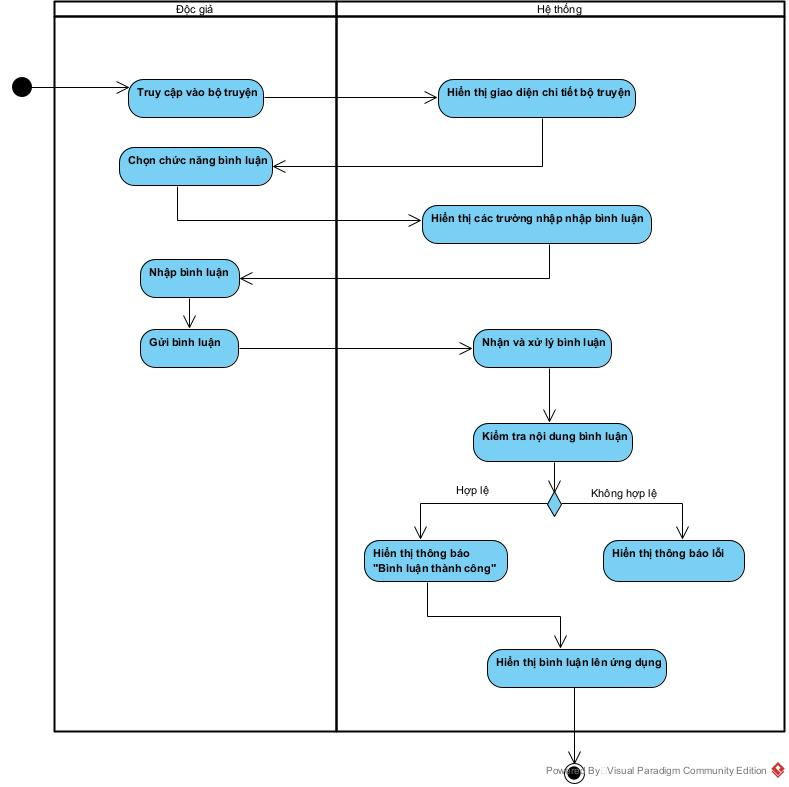 Độc giả
Hệ thống
Truy cập vào bộ truyện
Hiển thị giao diện chi tiết bộ truyện
Chọn chức năng bình luận
Hiển thị các trường nhập nhập bình luận
Nhập bình luận
Gửi bình luận
Nhận và xử lý bình luận
Kiểm tra nội dung bình luận
Hợp lệ
Không hợp lệ
Hiển thị thông báo
"Bình luận thành công"
Hiển thị thông báo lỗi
Hiển thị bình luận lên ứng dụng
Powered By Visual Paradigm Community Edition